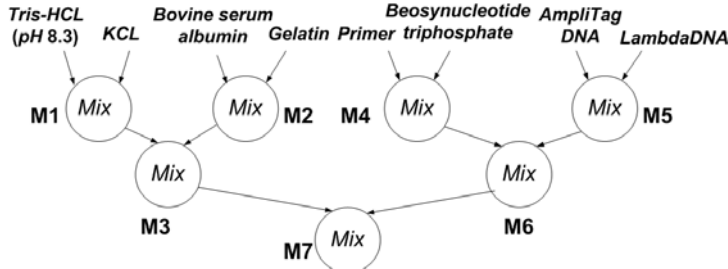 Tris-HCL
(pH 8.3)
KCL
Bovine serum
albumin
Gelatin
Primer
Beosynucleotide
triphosphate
AmpliTag
DNA
LambdaDNA
M1
Mix
Mix
M2
M4
Mix
Mix
M5
Mix
M3
Mix
M6
M7
Mix